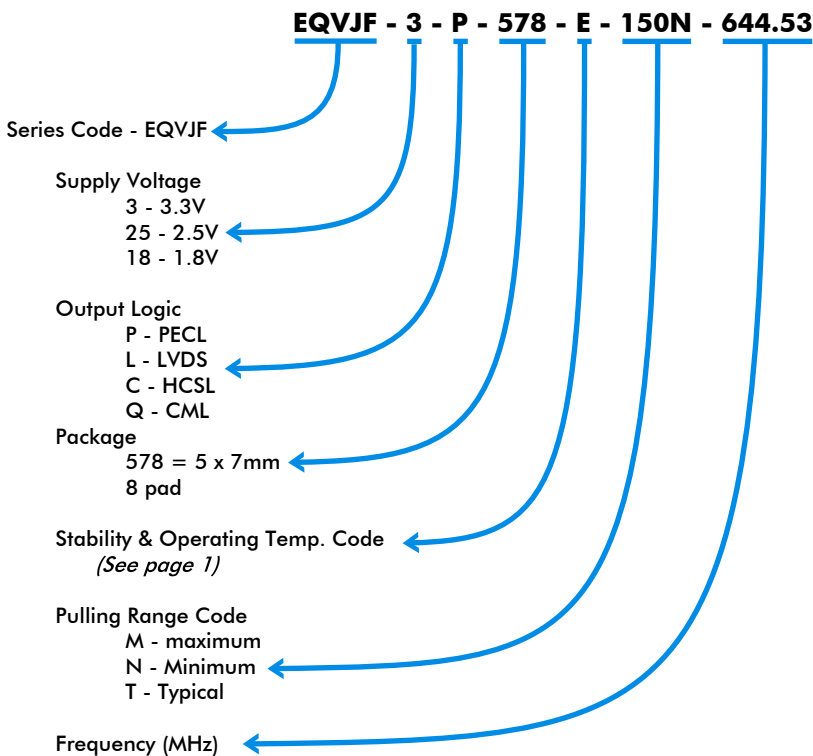 EQVJF - 3 - P - 578 - E - 150N - 644.53
Series Code - EQVJF
Supply Voltage
3 - 3.3V
25 - 2.5V
18 - 1.8V
Output Logic
P - PECL
L - LVDS
C - HCSL
Q - CML
Package
578 = 5 x 7mm
8 pad
Stability & Operating Temp. Code
(See page 1)
Pulling Range Code
M - maximum
N - Minimum
T - Typical
Frequency (MHz)